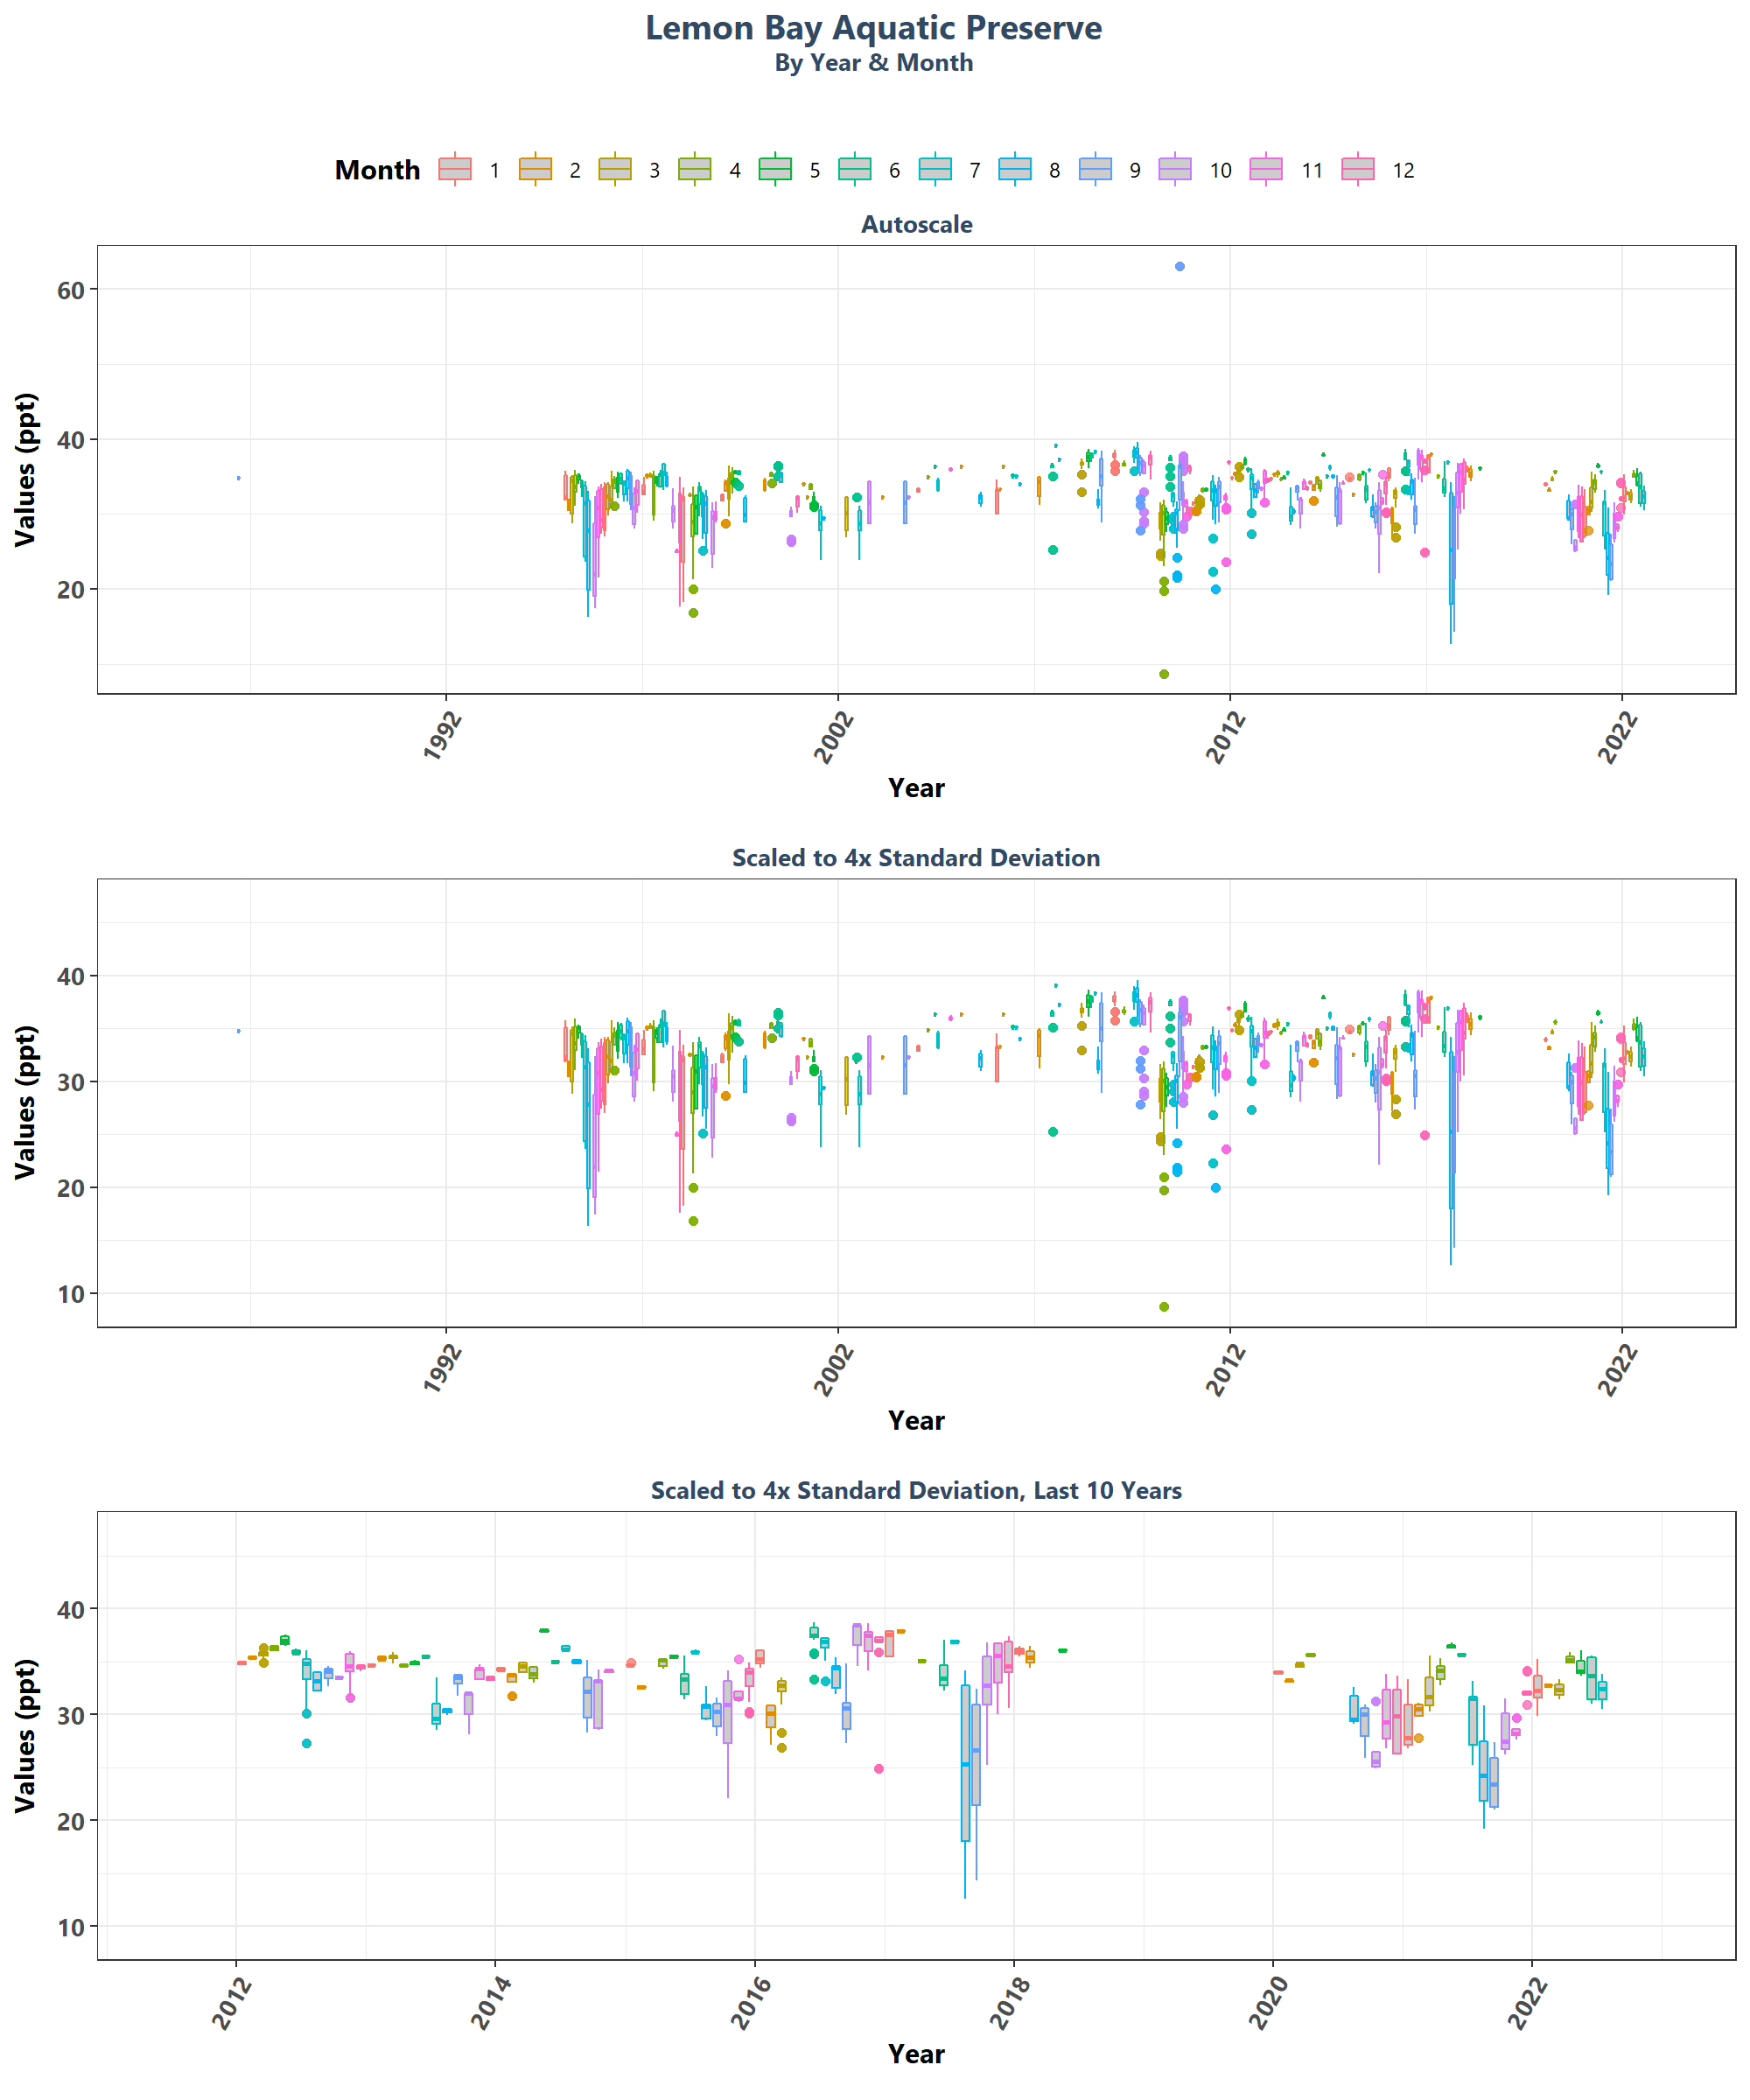 Lemon Bay Aquatic Preserve
By Year & Month
Month 1 2 3 4 5 6 7 8 9 10 11 12
Autoscale
Values (ppt)
60
40
20
1992 2002 2012 2022
Year
Scaled to 4x Standard Deviation
Values (ppt)
40
30
20
10
1992 2002 2012 2022
Year
Scaled to 4x Standard Deviation, Last 10 Years
Values (ppt)
40
30
20
10
2012 2014 2016 2018 2020 2022
Year